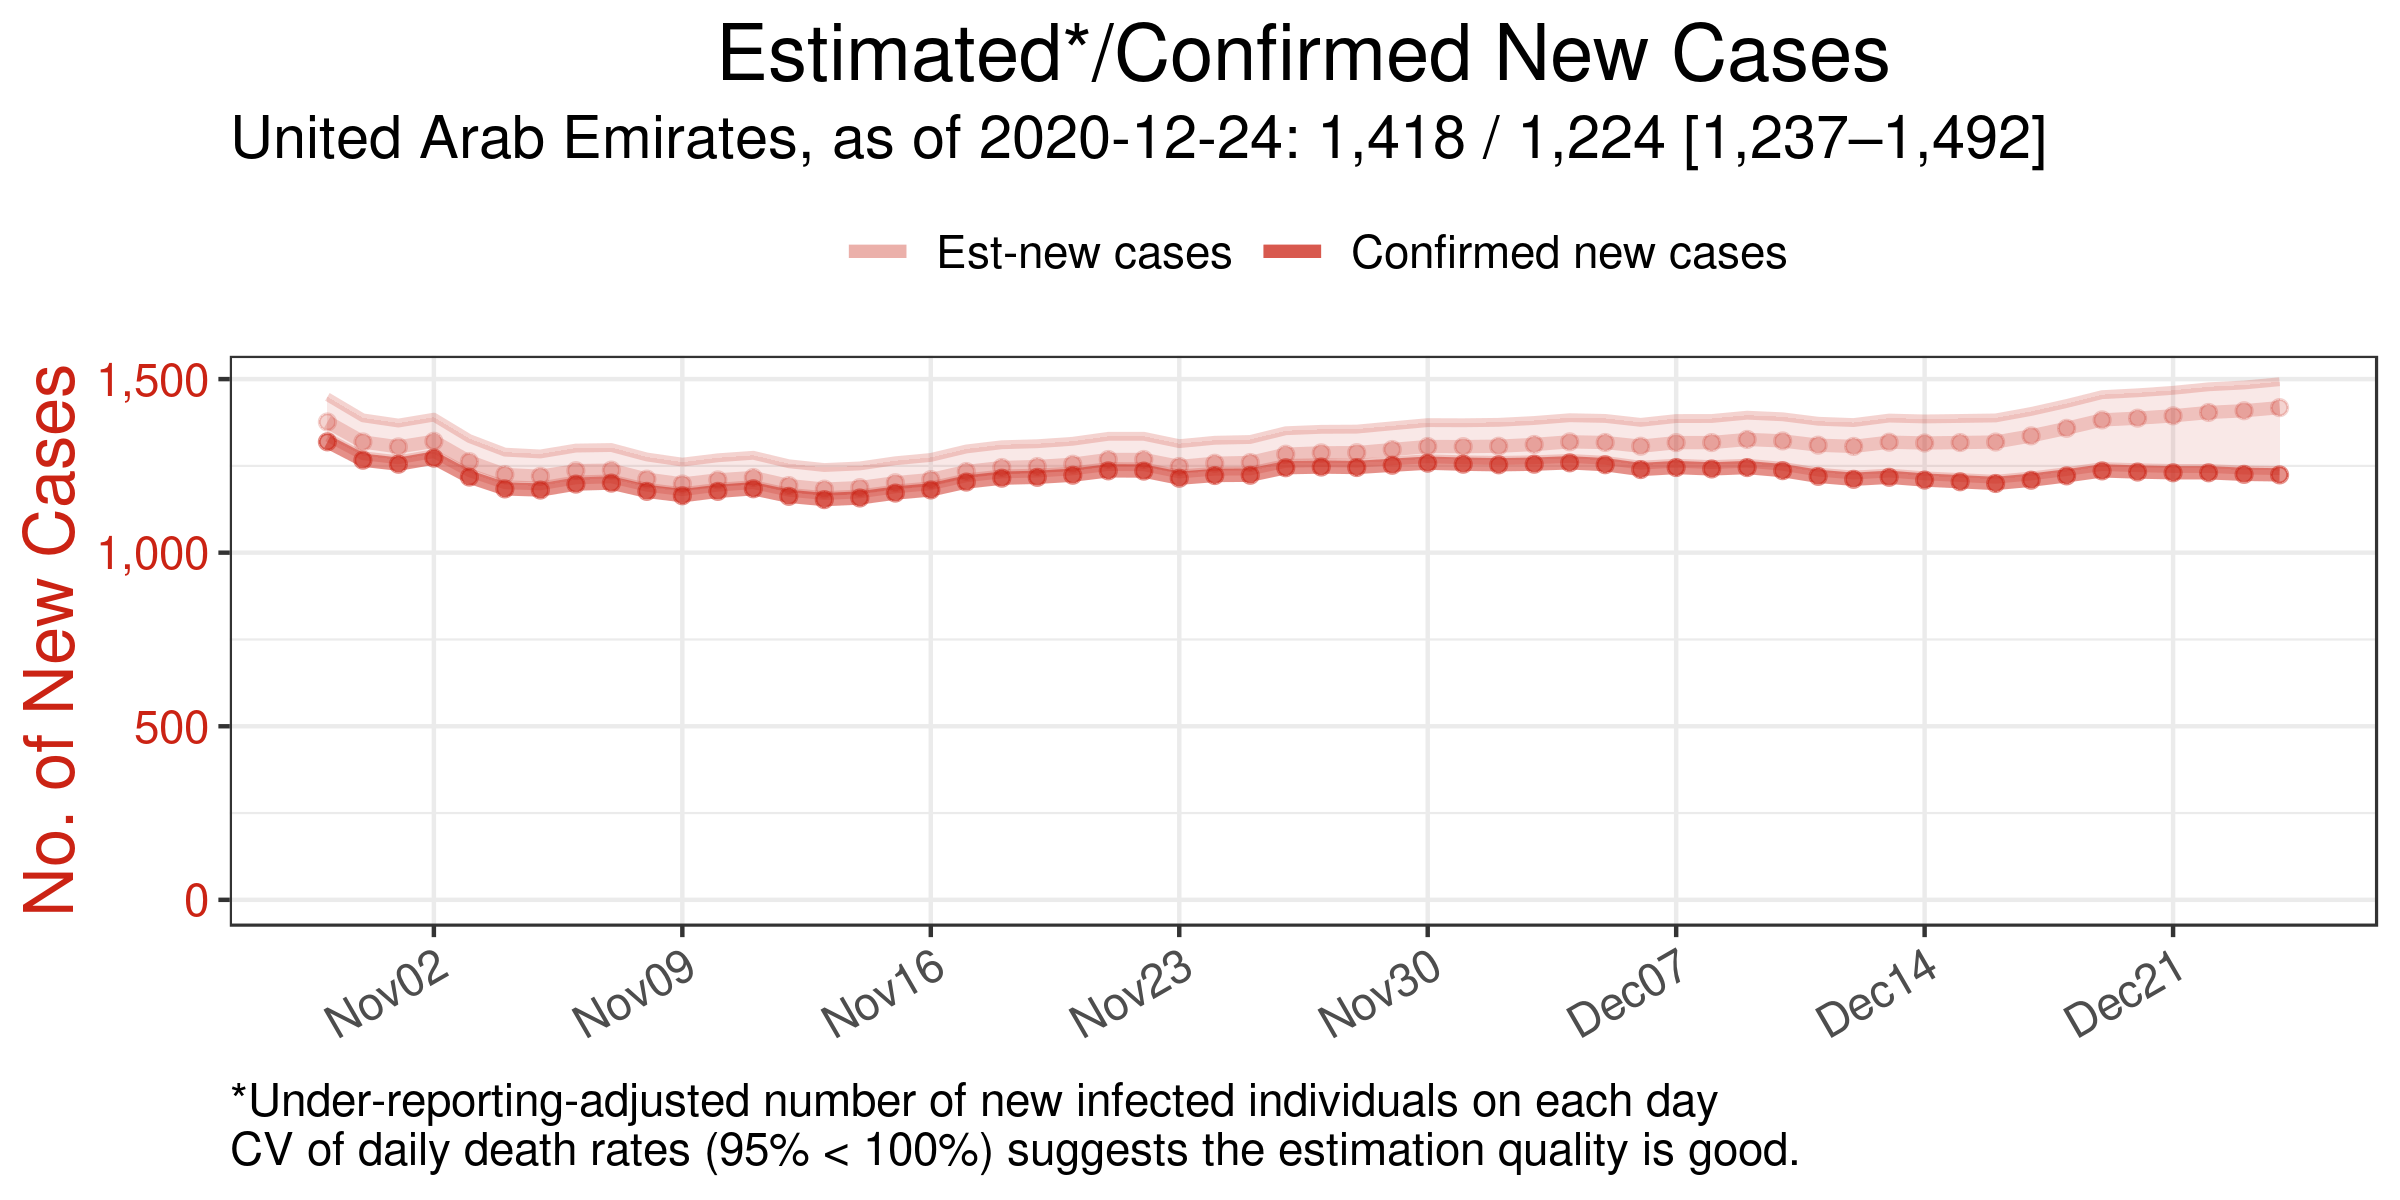 Estimated*/Confirmed New Cases
United Arab Emirates, as of 2020-12-24: 1,418 / 1,224 [1,237–1,492]
Est-new cases Confirmed new cases
No. of New Cases
1,500
1,000
500
0
Nov02 Nov09 Nov16 Nov23 Nov30 Dec07 Dec14 Dec21
*Under-reporting-adjusted number of new infected individuals on each day
CV of daily death rates (95% < 100%) suggests the estimation quality is good.